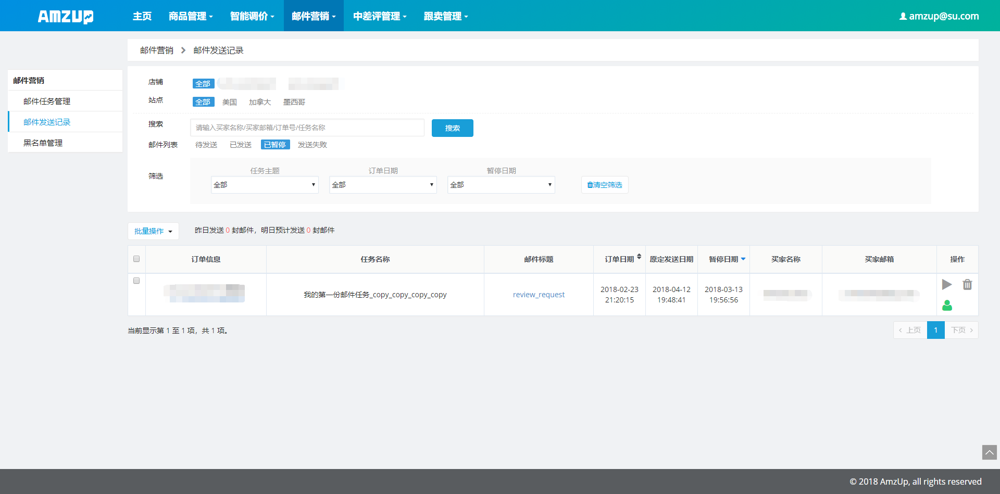 AMZUP 主页 商品管理 智能调价 邮件营销 中差评管理 跟卖管理 amzup@su.com
邮件营销 邮件发送记录
邮件营销
邮件任务管理
邮件发送记录
黑名单管理
店铺 全部
站点 全部 美国 加拿大 墨西哥
搜索 请输入买家名称/买家邮箱/订单号/任务名称 搜索
邮件列表 待发送 已发送 已暂停 发送失败
筛选
任务主题 订单日期 暂停日期
全部 全部 全部 清空筛选
批量操作 昨日发送 0 封邮件，明日预计发送 0 封邮件
订单信息 任务名称 邮件标题 订单日期 原定发送日期 暂停日期 买家名称 买家邮箱 操作
我的第一份邮件任务_copy_copy_copy_copy review_request 2018-02-23 2018-04-12 2018-03-13
21:20:15 19:48:41 19:56:56
当前显示第 1 至 1 项，共 1 项。 ‹ 上页 1 下页 ›
© 2018 AmzUp, all rights reserved